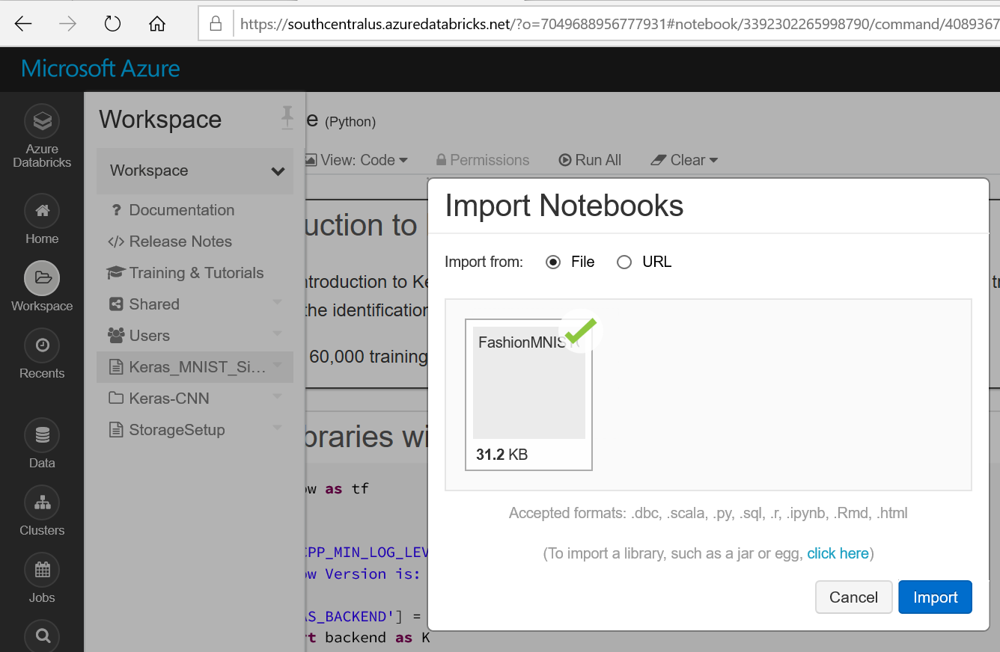 https://southcentralus.azuredatabricks.net/?o=7049688956777931#notebook/3392302265998790/command/4089367
Microsoft Azure
Azure
Databricks
Home
Workspace
Recents
Data
Clusters
Jobs
Workspace
Workspace
? Documentation
</> Release Notes
Training & Tutorials
Shared
Users
Keras_MNIST_Si...
Keras-CNN
StorageSetup
e (Python)
View: Code
Permissions
Run All
Clear
uction to
ntroduction to Ke
the identification
60,000 training
braries wi
ow as tf
CPP_MIN_LOG_LEV
ow Version is:
AS_BACKEND'] =
rt backend as K
Import Notebooks
Import from: File URL
FashionMNIST
31.2 KB
Accepted formats: .dbc, .scala, .py, .sql, .r, .ipynb, .Rmd, .html
(To import a library, such as a jar or egg, click here)
Cancel
Import